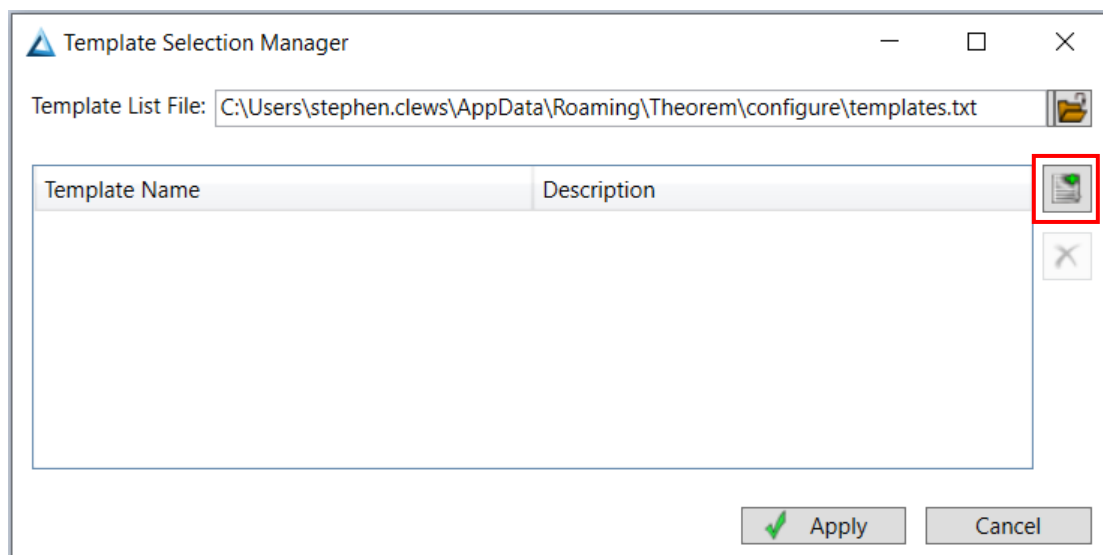 Template Selection Manager
Template List File: C:\Users\stephen.clews\AppData\Roaming\Theorem\configure\templates.txt
Template Name Description
Apply Cancel